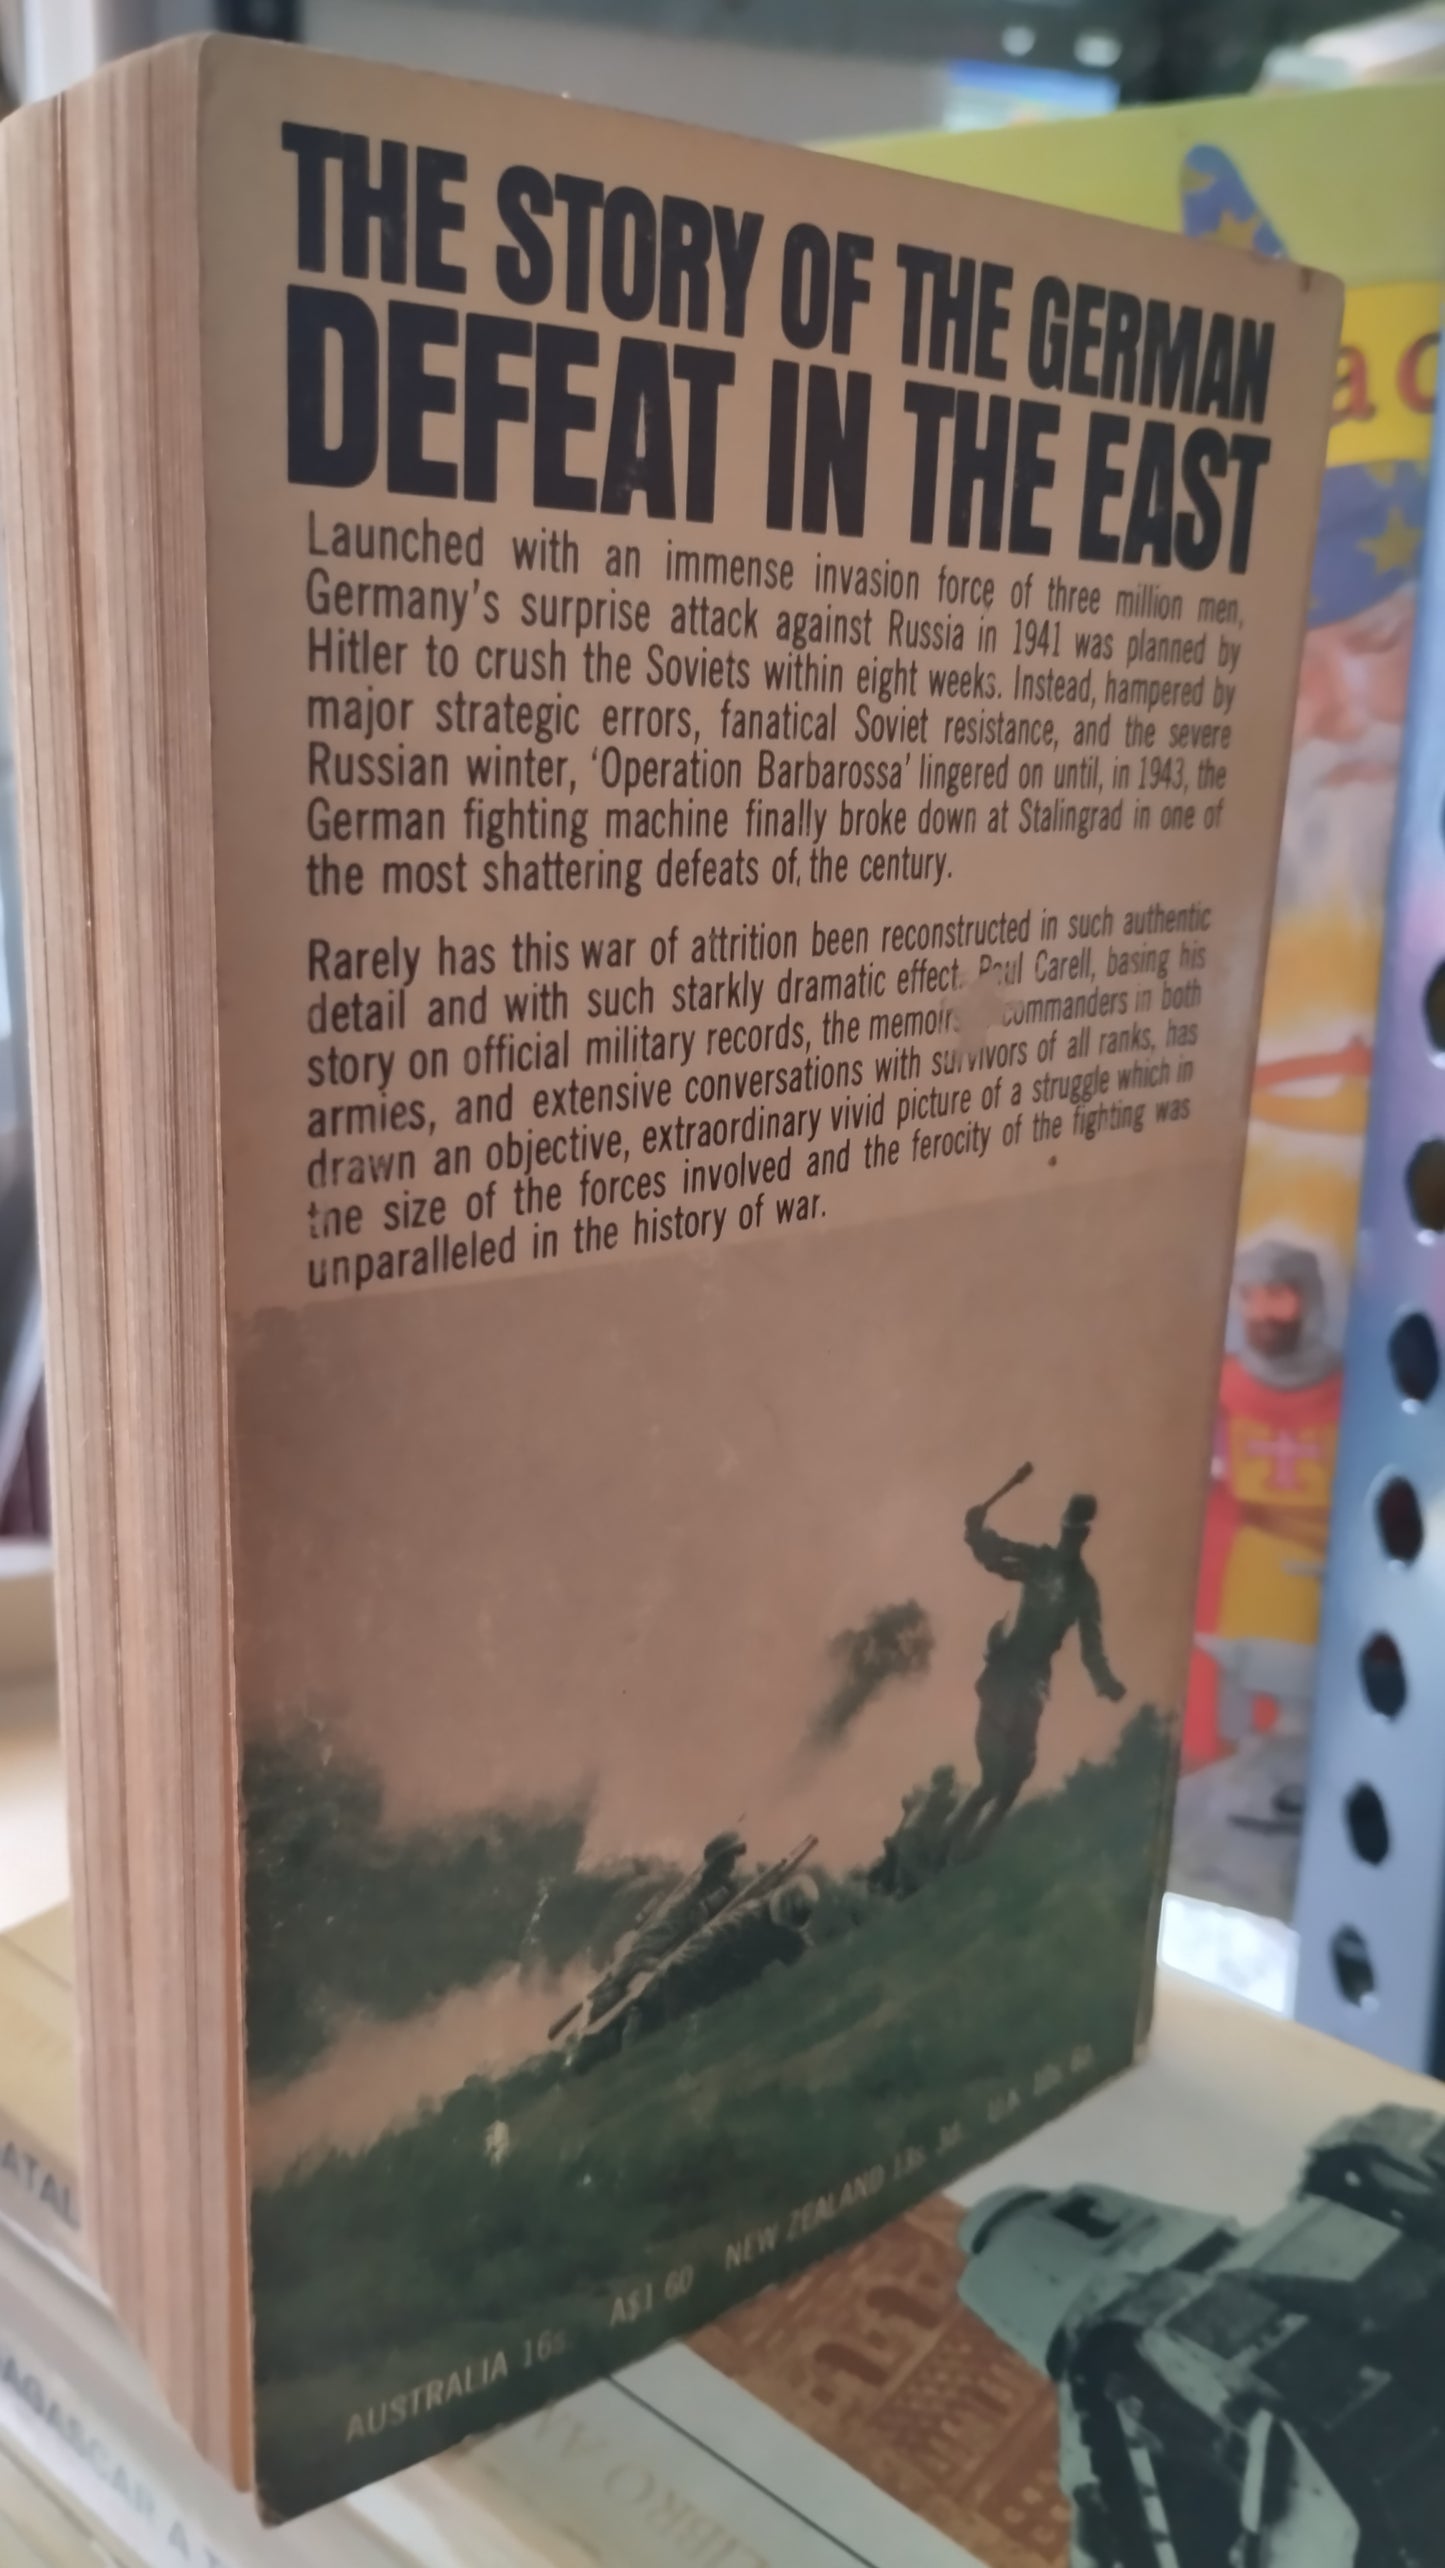 THE STORY OF THE GERMAN
DEFEAT IN THE EAST
Launched with an immense invasion force of three million men,
Germany's surprise attack against Russia in 1941 was planned by
Hitler to crush the Soviets within eight weeks. Instead, hampered by
major strategic errors, fanatical Soviet resistance, and the severe
Russian winter, 'Operation Barbarossa' lingered on until, in 1943, the
German fighting machine finally broke down at Stalingrad in one of
the most shattering defeats of the century.
Rarely has this war of attrition been reconstructed in such authentic
detail and with such starkly dramatic effect. Paul Carell, basing his
story on official military records, the memoirs commanders in both
armies, and extensive conversations with survivors of all ranks, has
drawn an objective, extraordinary vivid picture of a struggle which in
the size of the forces involved and the ferocity of the fighting was
unparalleled in the history of war.
AUSTRALIA 16s. A$1 60 NEW ZEALAND 13s